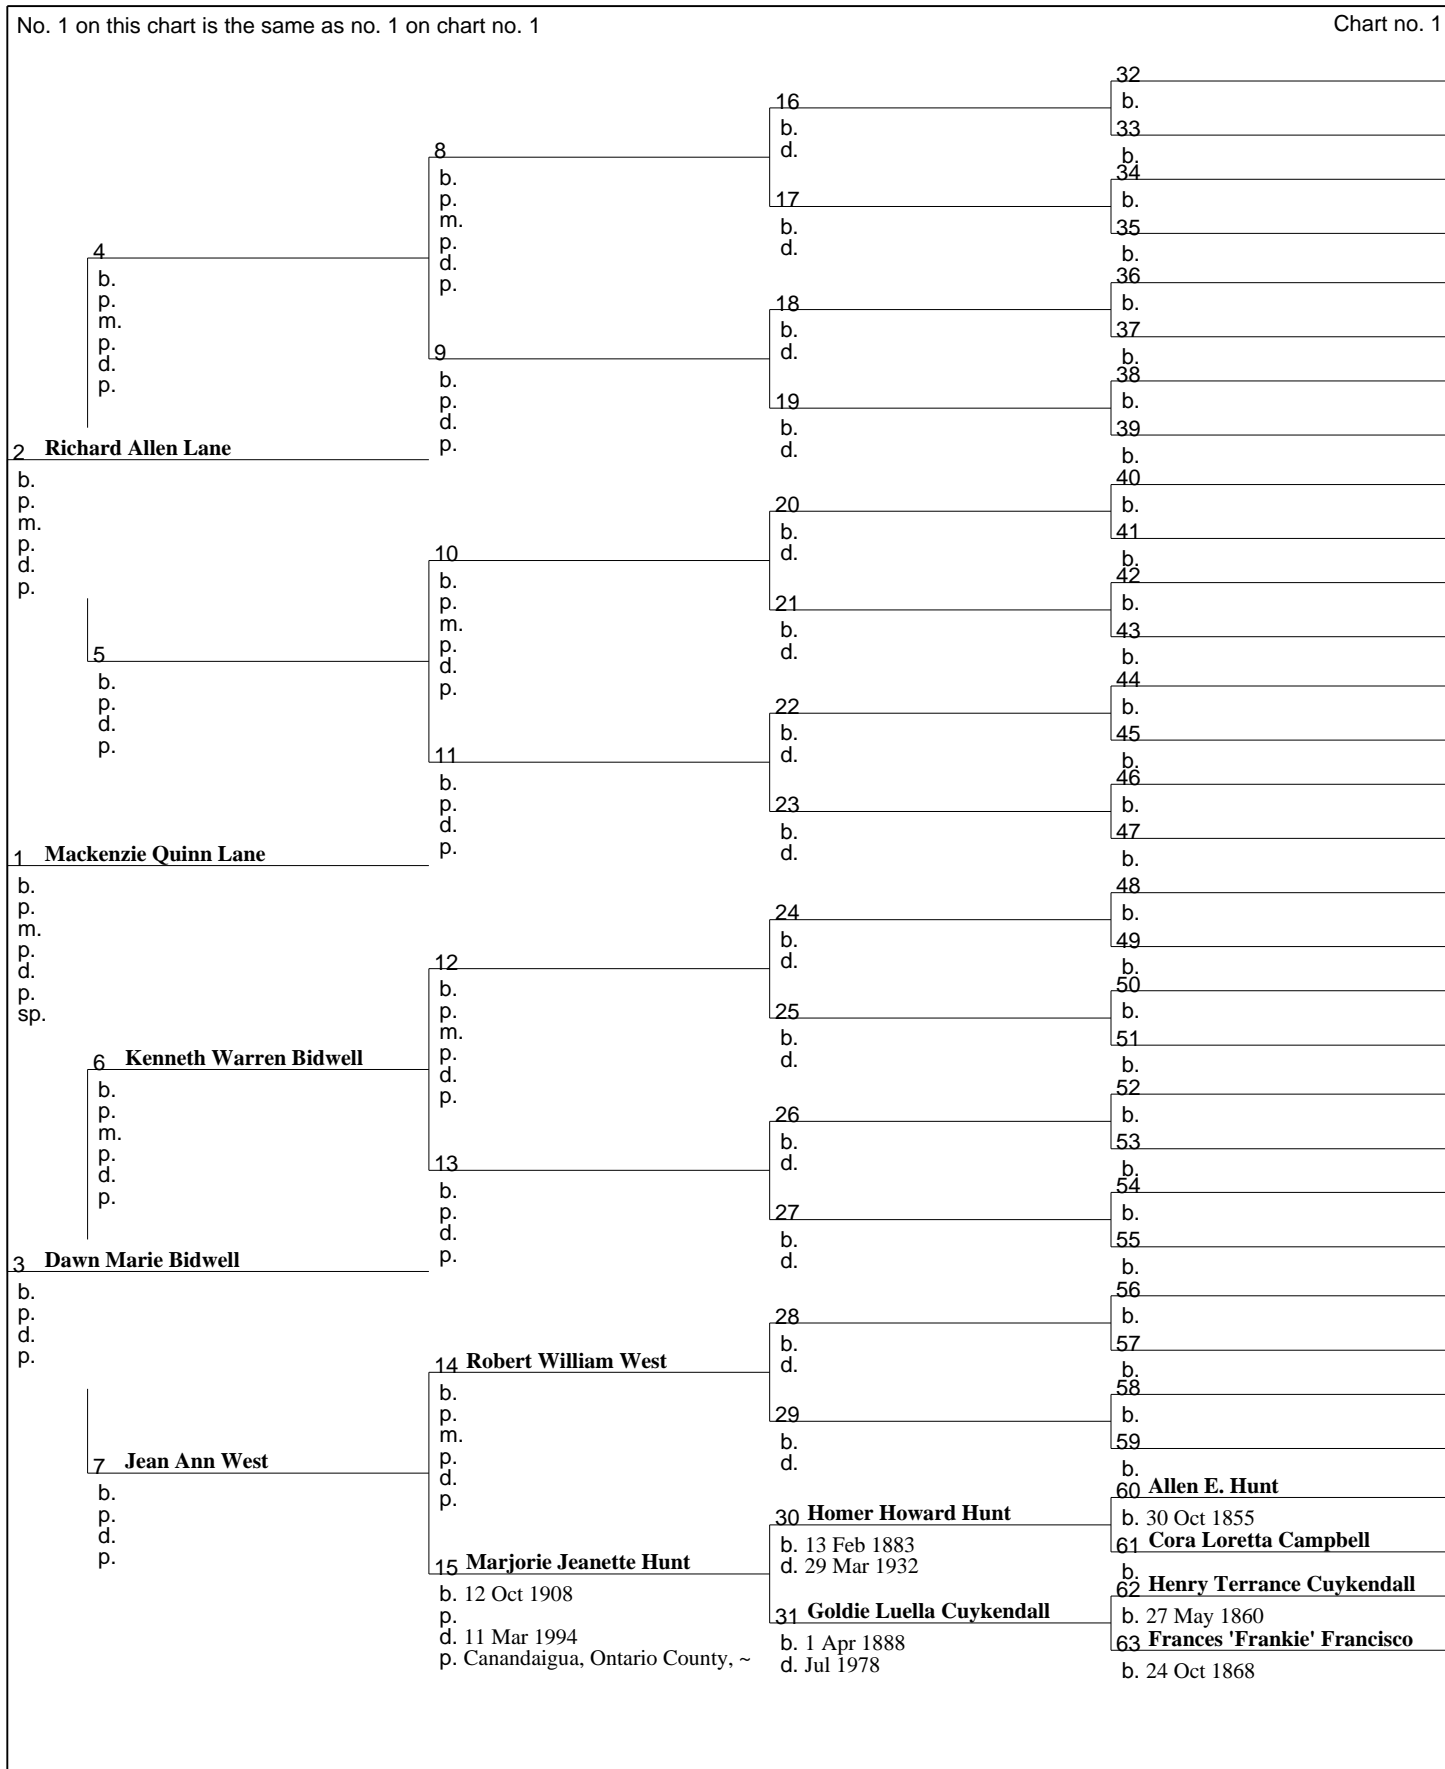 No. 1 on this chart is the same as no. 1 on chart no. 1
Chart no. 1
2 Richard Allen Lane
b.
p.
m.
p.
d.
p.
1 Mackenzie Quinn Lane
b.
p.
m.
p.
d.
p.
sp.
3 Dawn Marie Bidwell
b.
p.
d.
p.
4
b.
p.
m.
p.
d.
p.
5
b.
p.
d.
p.
6 Kenneth Warren Bidwell
b.
p.
m.
p.
d.
p.
7 Jean Ann West
b.
p.
d.
p.
8
b.
p.
m.
p.
d.
p.
9
b.
p.
d.
p.
10
b.
p.
m.
p.
d.
p.
11
b.
p.
d.
p.
12
b.
p.
m.
p.
d.
p.
13
b.
p.
d.
p.
14 Robert William West
b.
p.
m.
p.
d.
p.
15 Marjorie Jeanette Hunt
b. 12 Oct 1908
p.
d. 11 Mar 1994
p. Canandaigua, Ontario County, ~
16
b.
d.
17
b.
d.
18
b.
d.
19
b.
d.
20
b.
d.
21
b.
d.
22
b.
d.
23
b.
d.
24
b.
d.
25
b.
d.
26
b.
d.
27
b.
d.
28
b.
d.
29
b.
d.
30 Homer Howard Hunt
b. 13 Feb 1883
d. 29 Mar 1932
31 Goldie Luella Cuykendall
b. 1 Apr 1888
d. Jul 1978
32
b.
33
b.
34
b.
35
b.
36
b.
37
b.
38
b.
39
b.
40
b.
41
b.
42
b.
43
b.
44
b.
45
b.
46
b.
47
b.
48
b.
49
b.
50
b.
51
b.
52
b.
53
b.
54
b.
55
b.
56
b.
57
b.
58
b.
59
b.
60 Allen E. Hunt
b. 30 Oct 1855
61 Cora Loretta Campbell
b.
62 Henry Terrance Cuykendall
b. 27 May 1860
63 Frances 'Frankie' Francisco
b. 24 Oct 1868